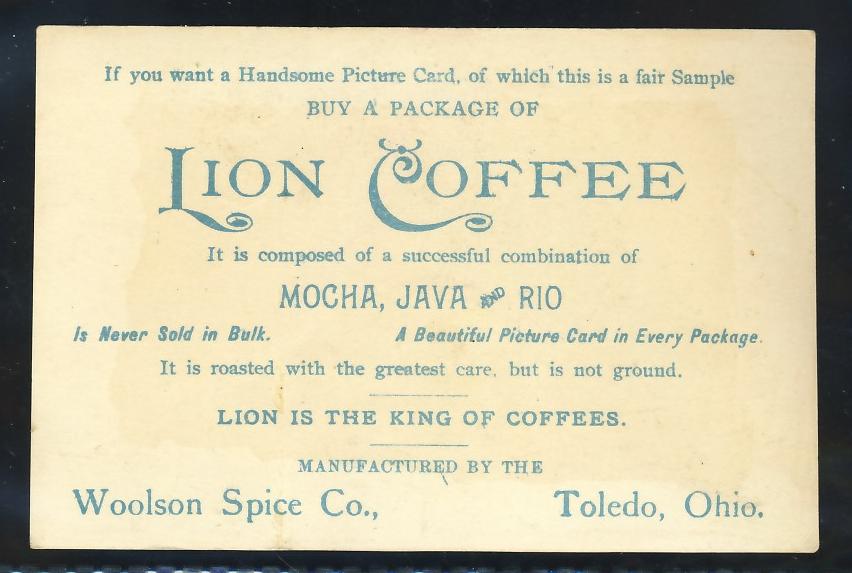 If you want a Handsome Picture Card, of which this is a fair Sample
BUY A PACKAGE OF
LION COFFEE
It is composed of a successful combination of
MOCHA, JAVA AND RIO
Is Never Sold in Bulk. A Beautiful Picture Card in Every Package.
It is roasted with the greatest care, but is not ground.
LION IS THE KING OF COFFEES.
MANUFACTURED BY THE
Woolson Spice Co., Toledo, Ohio.